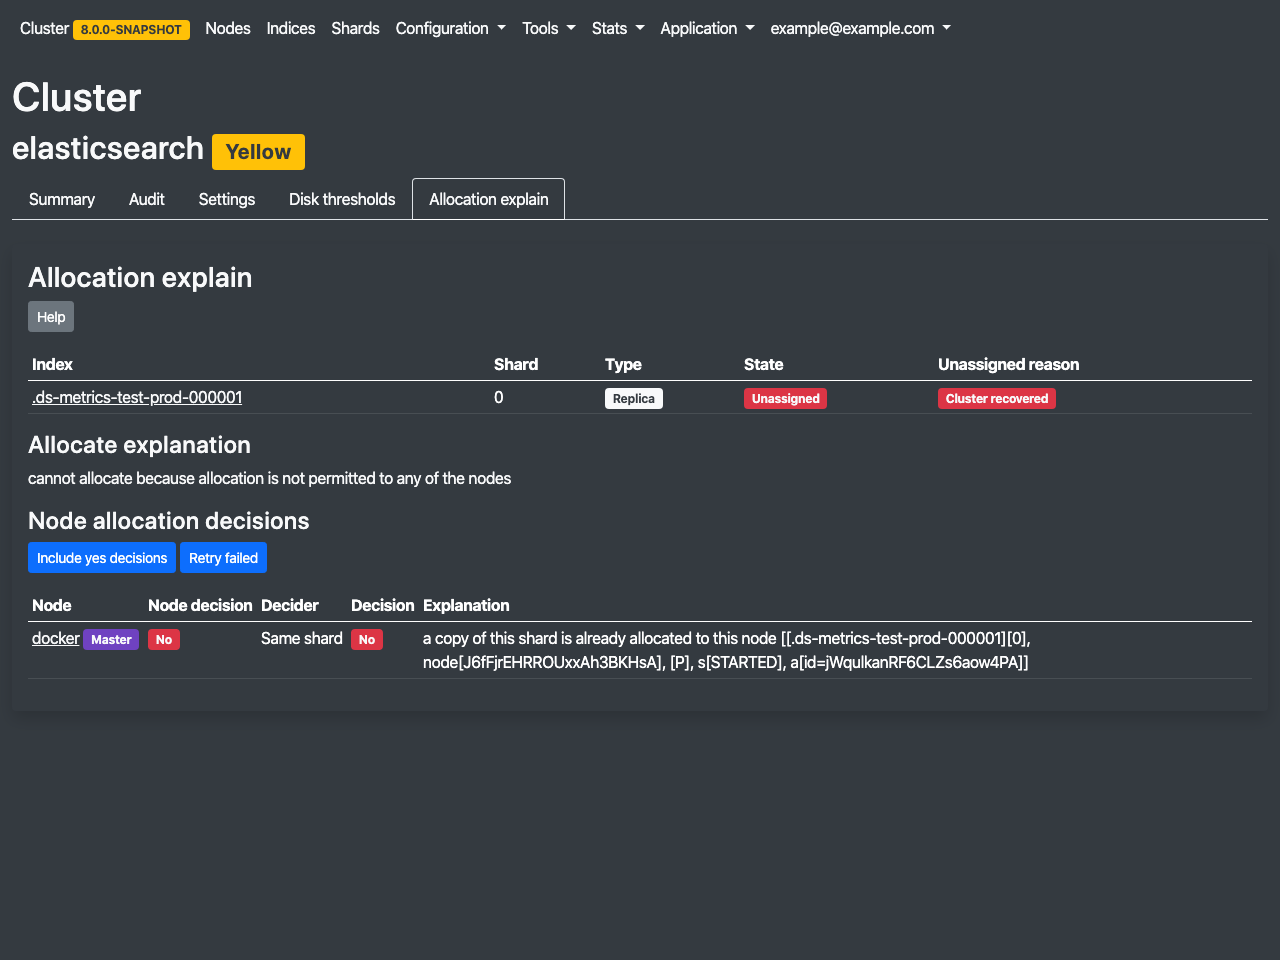 Cluster 8.0.0-SNAPSHOT Nodes Indices Shards Configuration Tools Stats Application example@example.com
Cluster
elasticsearch Yellow
Summary Audit Settings Disk thresholds Allocation explain
Allocation explain
Help
Index Shard Type State Unassigned reason
.ds-metrics-test-prod-000001 0 Replica Unassigned Cluster recovered
Allocate explanation
cannot allocate because allocation is not permitted to any of the nodes
Node allocation decisions
Include yes decisions Retry failed
Node Node decision Decider Decision Explanation
docker Master No Same shard No a copy of this shard is already allocated to this node [[.ds-metrics-test-prod-000001][0],
node[J6fFjrEHRROUxxAh3BKHsA], [P], s[STARTED], a[id=jWqulkanRF6CLZs6aow4PA]]